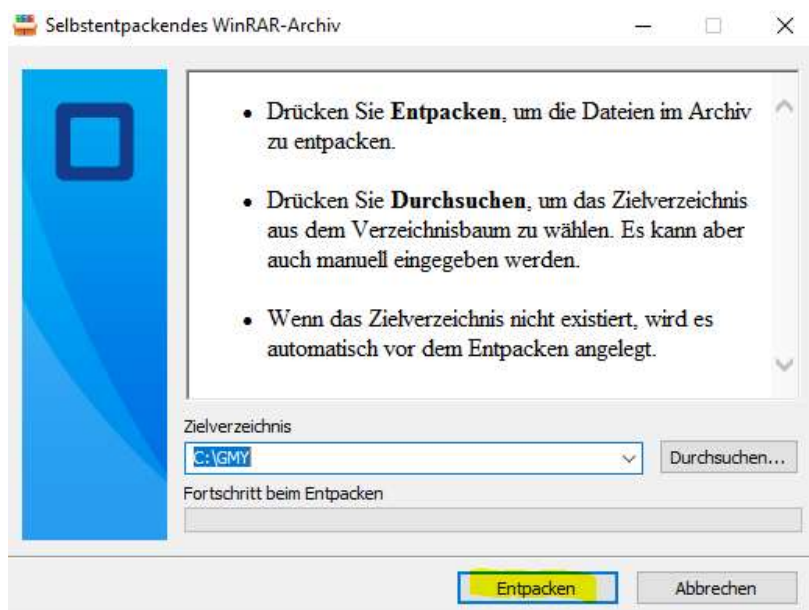 Selbstentpackendes WinRAR-Archiv
Drücken Sie Entpacken, um die Dateien im Archiv
zu entpacken.
Drücken Sie Durchsuchen, um das Zielverzeichnis
aus dem Verzeichnisbaum zu wählen. Es kann aber
auch manuell eingegeben werden.
Wenn das Zielverzeichnis nicht existiert, wird es
automatisch vor dem Entpacken angelegt.
Zielverzeichnis
C:\GMY
Durchsuchen...
Fortschritt beim Entpacken
Entpacken
Abbrechen